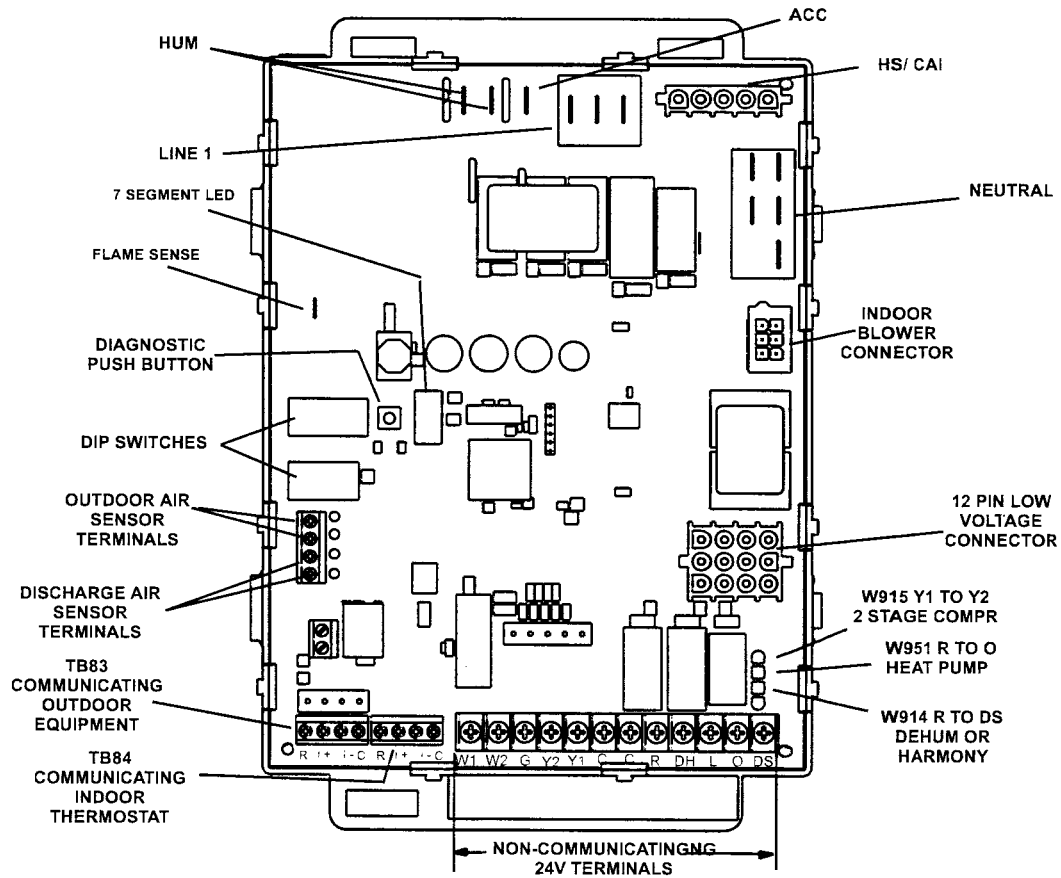 ACC
HUM
HS/ CAI
LINE 1
7 SEGMENT LED
NEUTRAL
FLAME SENSE
INDOOR
BLOWER
CONNECTOR
DIAGNOSTIC
PUSH BUTTON
DIP SWITCHES
OUTDOOR AIR
SENSOR
TERMINALS
12 PIN LOW
VOLTAGE
CONNECTOR
DISCHARGE AIR
SENSOR
TERMINALS
W915 Y1 TO Y2
2 STAGE COMPR
W951 R TO O
HEAT PUMP
TB83
COMMUNICATING
OUTDOOR
EQUIPMENT
W914 R TO DS
DEHUM OR
HARMONY
TB84
COMMUNICATING
INDOOR
THERMOSTAT
R I+ I- C R I+ I- C W1 W2 G Y2 Y1 C C R DH L O DS
NON-COMMUNICATINGNG
24V TERMINALS